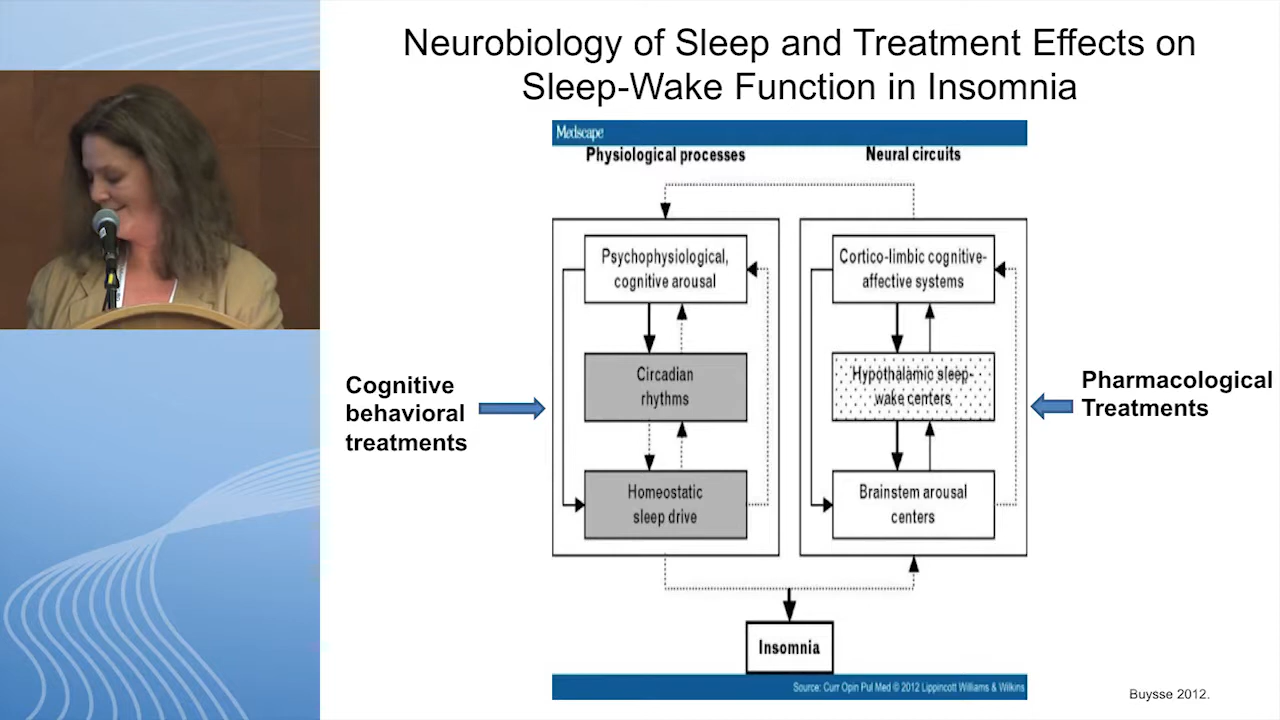 Neurobiology of Sleep and Treatment Effects on
Sleep-Wake Function in Insomnia
Medscape
Physiological processes
Neural circuits
Psychophysiological,
cognitive arousal
Cortico-limbic cognitive-
affective systems
Circadian
rhythms
Hypothalamic sleep-
wake centers
Cognitive
behavioral
treatments
Pharmacological
Treatments
Homeostatic
sleep drive
Brainstem arousal
centers
Insomnia
Source: Curr Opin Pul Med © 2012 Lippincott Williams & Wilkins
Buysse 2012.